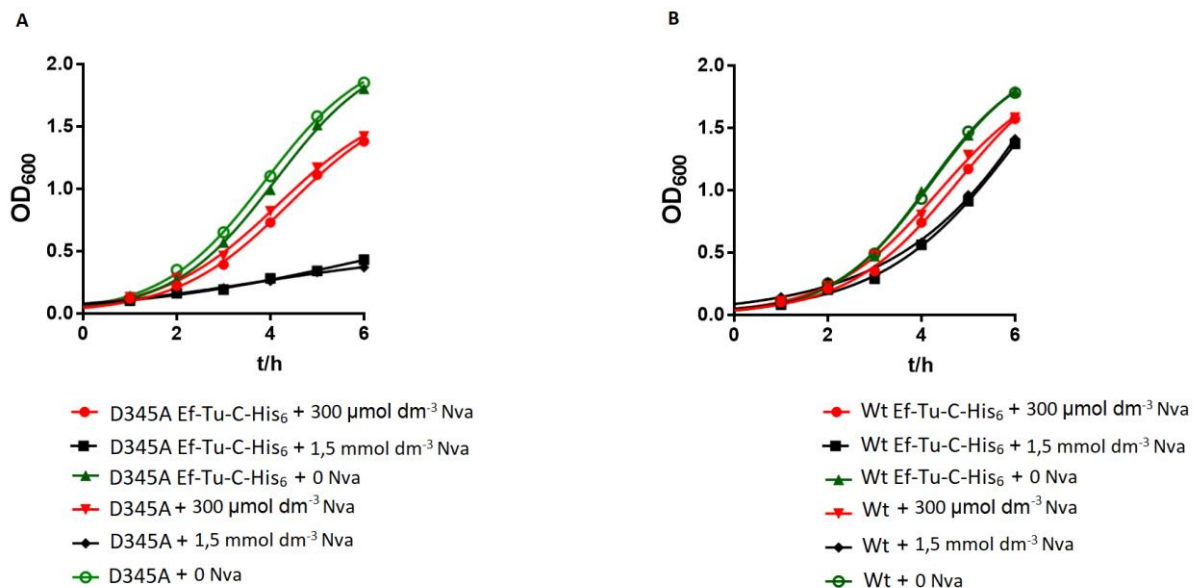 A
B
2.0
1.5
1.0
0.5
0.0
OD600
0 2 4 6
t/h
2.0
1.5
1.0
0.5
0.0
OD600
0 2 4 6
t/h
D345A Ef-Tu-C-His6 + 300 µmol dm-3 Nva
D345A Ef-Tu-C-His6 + 1,5 mmol dm-3 Nva
D345A Ef-Tu-C-His6 + 0 Nva
D345A + 300 µmol dm-3 Nva
D345A + 1,5 mmol dm-3 Nva
D345A + 0 Nva
Wt Ef-Tu-C-His6 + 300 µmol dm-3 Nva
Wt Ef-Tu-C-His6 + 1,5 mmol dm-3 Nva
Wt Ef-Tu-C-His6 + 0 Nva
Wt + 300 µmol dm-3 Nva
Wt + 1,5 mmol dm-3 Nva
Wt + 0 Nva